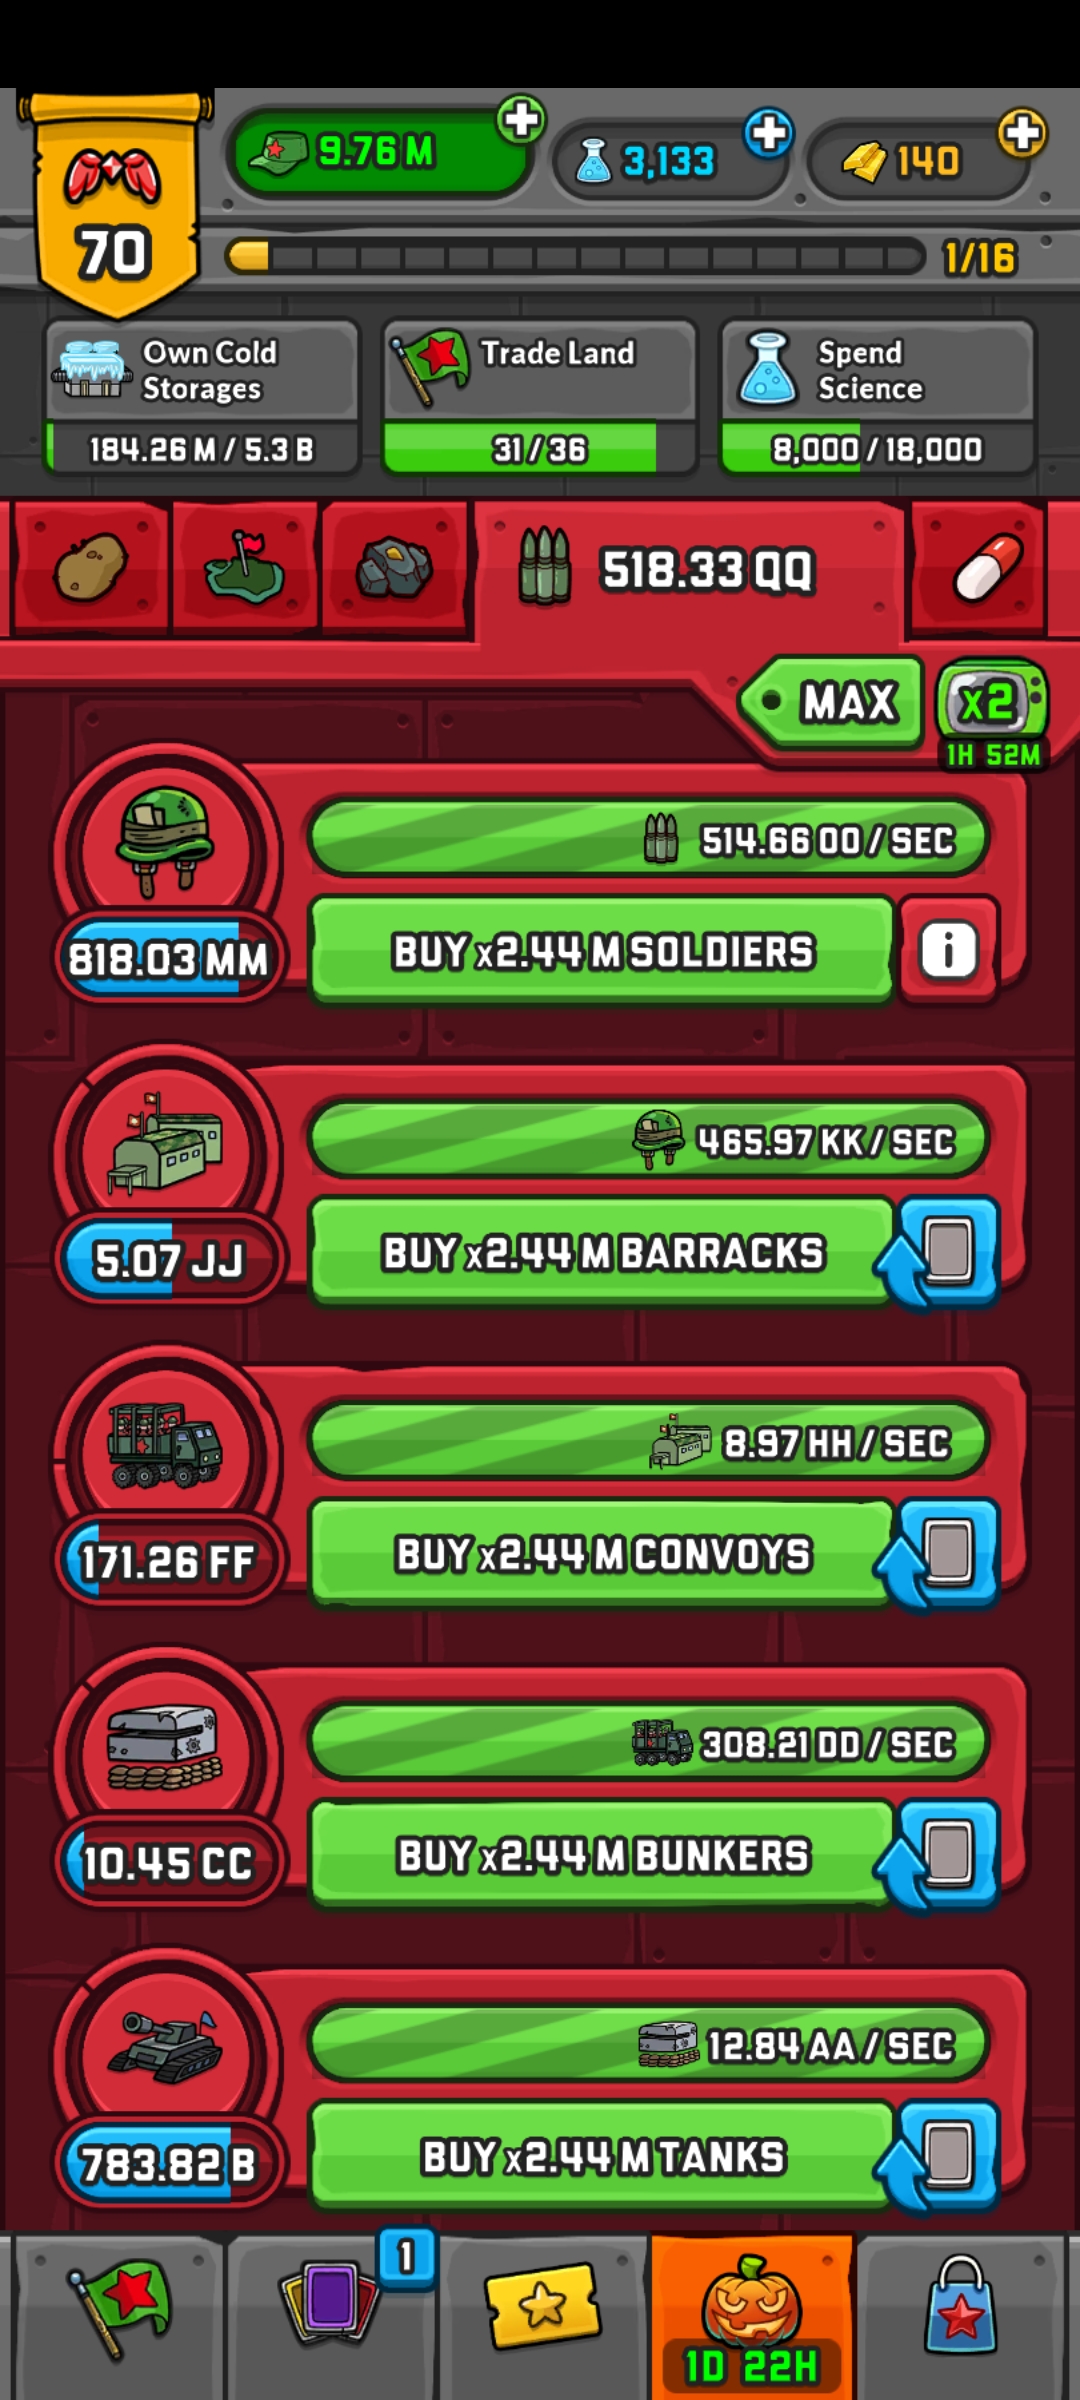 9.76 M
3,133
140
70
1/16
Own Cold
Storages
184.26 M / 5.3 B
Trade Land
31 / 36
Spend
Science
8,000 / 18,000
518.33 QQ
MAX
x2
1H 52M
514.66 OO / SEC
818.03 MM
BUY x2.44 M SOLDIERS
i
465.97 KK / SEC
5.07 JJ
BUY x2.44 M BARRACKS
8.97 HH / SEC
171.26 FF
BUY x2.44 M CONVOYS
308.21 DD / SEC
10.45 CC
BUY x2.44 M BUNKERS
12.84 AA / SEC
783.82 B
BUY x2.44 M TANKS
1
1D 22H